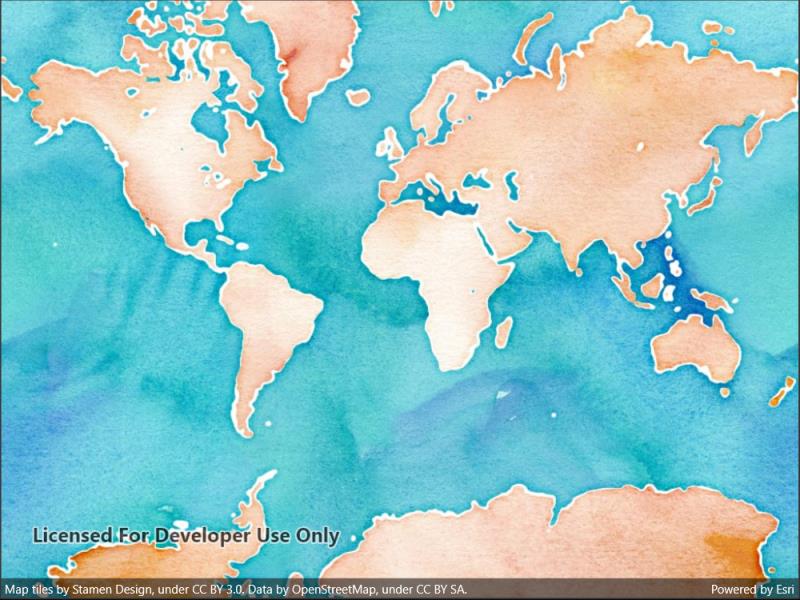 Licensed For Developer Use Only
Map tiles by Stamen Design, under CC BY 3.0, Data by OpenStreetMap, under CC BY SA.
Powered by Esri